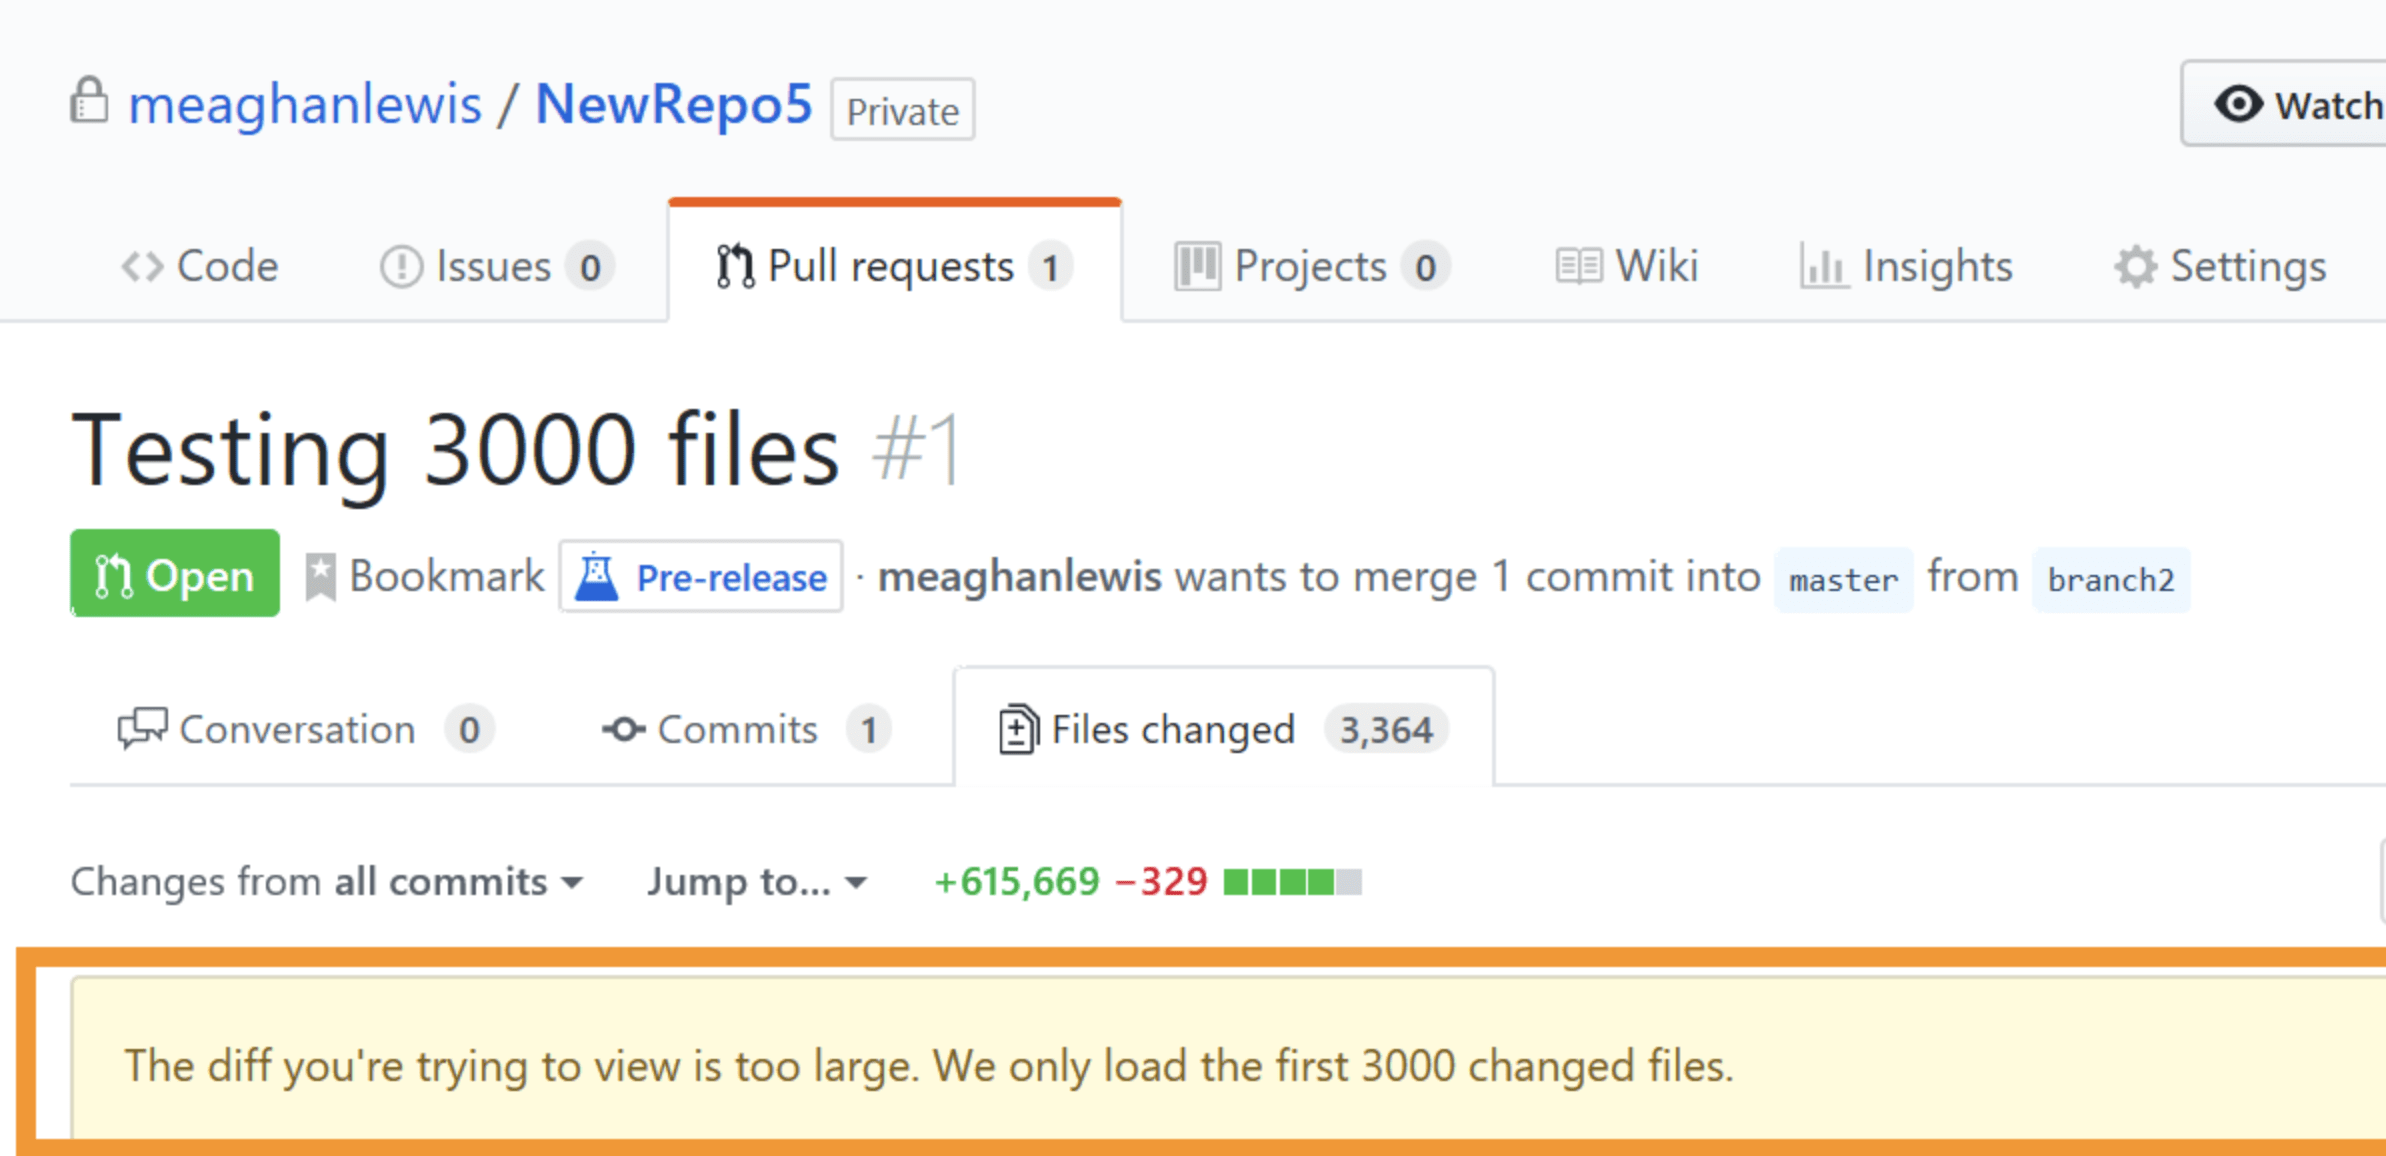 meaghanlewis / NewRepo5 Private
Watch
Code Issues 0 Pull requests 1 Projects 0 Wiki Insights Settings
Testing 3000 files #1
Open Bookmark Pre-release · meaghanlewis wants to merge 1 commit into master from branch2
Conversation 0 Commits 1 Files changed 3,364
Changes from all commits Jump to... +615,669 −329
The diff you're trying to view is too large. We only load the first 3000 changed files.